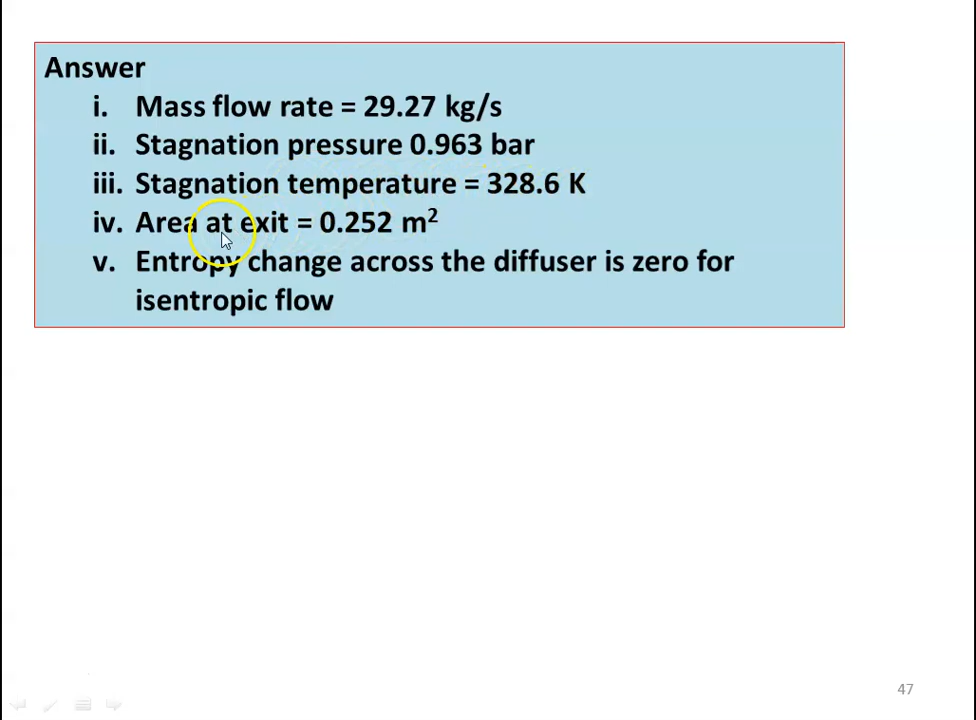 Answer
i. Mass flow rate = 29.27 kg/s
ii. Stagnation pressure 0.963 bar
iii. Stagnation temperature = 328.6 K
iv. Area at exit = 0.252 m²
v. Entropy change across the diffuser is zero for
isentropic flow
47